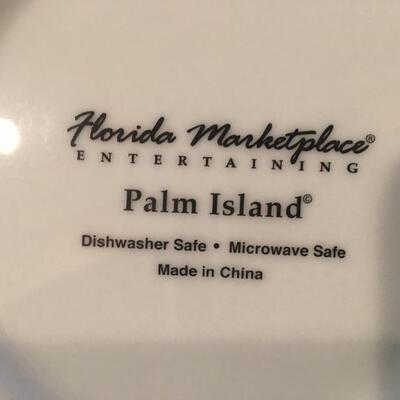 Florida Marketplace®
ENTERTAINING
Palm Island©
Dishwasher Safe • Microwave Safe
Made in China